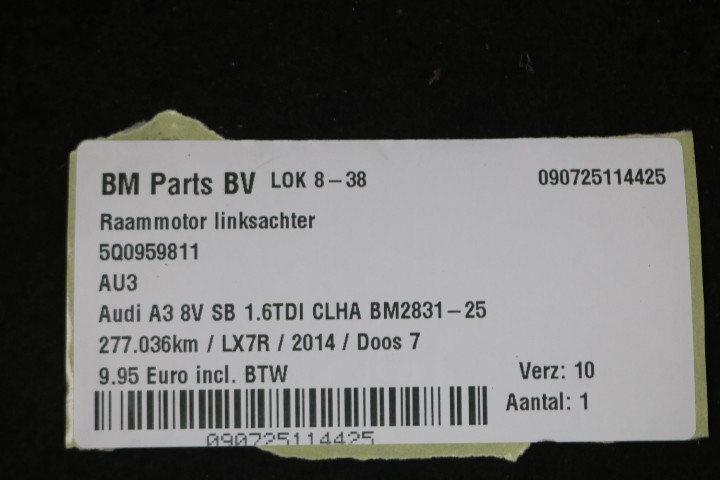 BM Parts BV LOK 8-38 090725114425
Raammotor linksachter
5Q0959811
AU3
Audi A3 8V SB 1.6TDI CLHA BM2831-25
277.036km / LX7R / 2014 / Doos 7
9.95 Euro incl. BTW Verz: 10
Aantal: 1
090725114425